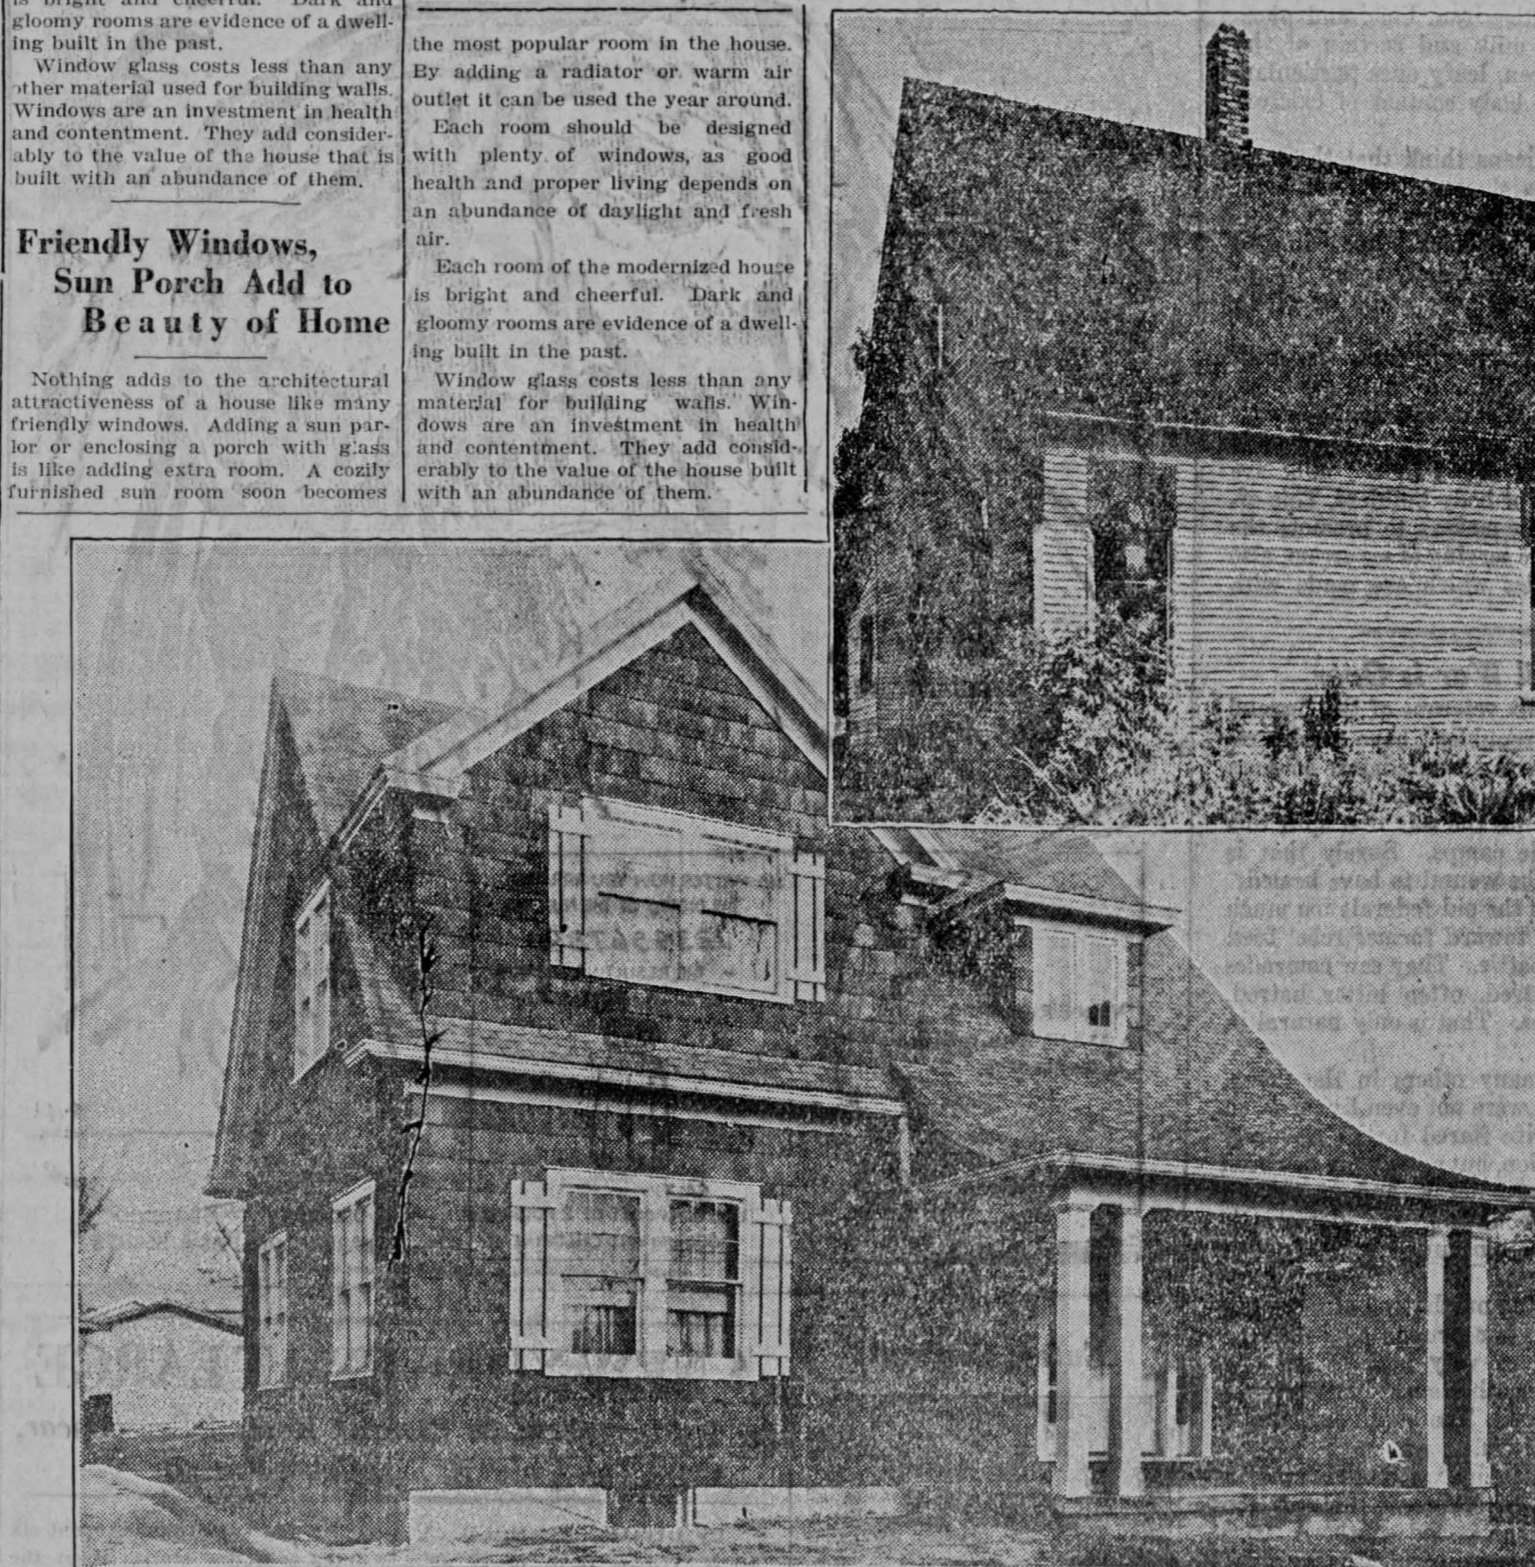 is bright and cheerful. Dark and
gloomy rooms are evidence of a dwell-
ing built in the past.
Window glass costs less than any
other material used for building walls.
Windows are an investment in health
and contentment. They add consider-
ably to the value of the house that is
built with an abundance of them.
Friendly Windows,
Sun Porch Add to
Beauty of Home
Nothing adds to the architectural
attractiveness of a house like many
friendly windows. Adding a sun par-
lor or enclosing a porch with glass
is like adding extra room. A cozily
furnished sun room soon becomes
the most popular room in the house.
By adding a radiator or warm air
outlet it can be used the year around.
Each room should be designed
with plenty of windows, as good
health and proper living depends on
an abundance of daylight and fresh
air.
Each room of the modernized house
is bright and cheerful. Dark and
gloomy rooms are evidence of a dwell-
ing built in the past.
Window glass costs less than any
material for building walls. Win-
dows are an investment in health
and contentment. They add consid-
erably to the value of the house built
with an abundance of them.